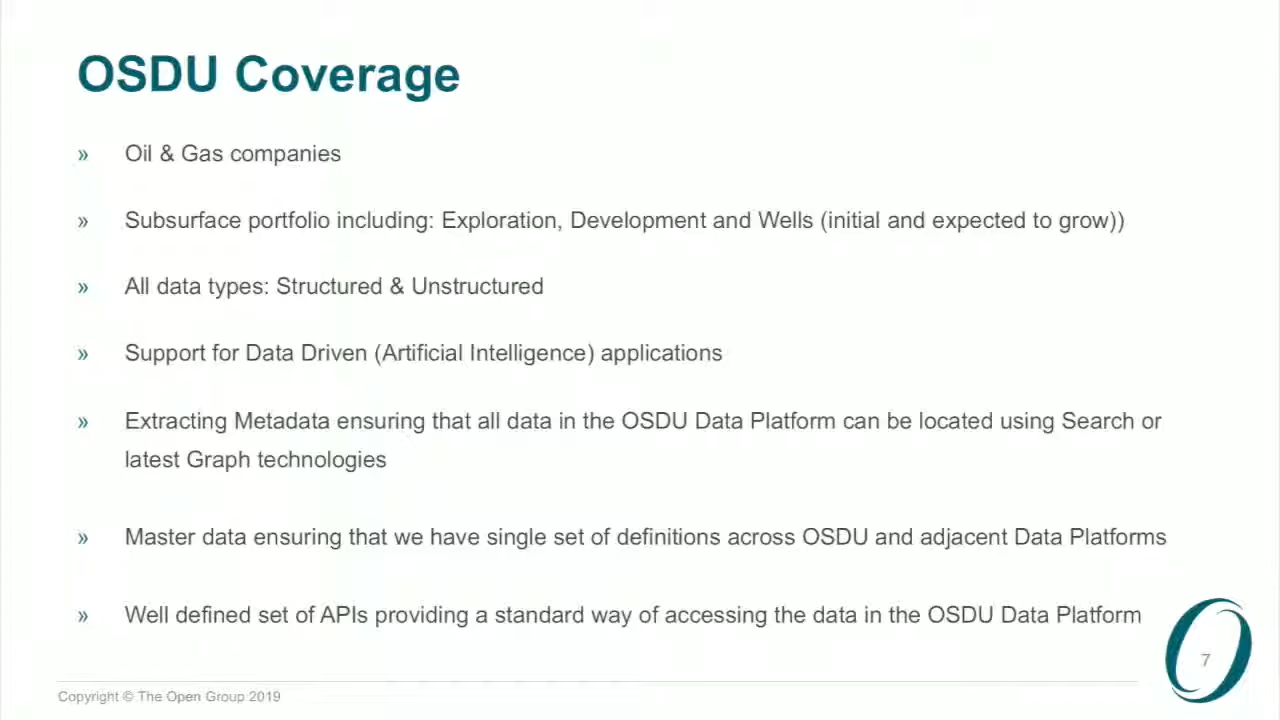 OSDU Coverage
» Oil & Gas companies
» Subsurface portfolio including: Exploration, Development and Wells (initial and expected to grow))
» All data types: Structured & Unstructured
» Support for Data Driven (Artificial Intelligence) applications
» Extracting Metadata ensuring that all data in the OSDU Data Platform can be located using Search or
latest Graph technologies
» Master data ensuring that we have single set of definitions across OSDU and adjacent Data Platforms
» Well defined set of APIs providing a standard way of accessing the data in the OSDU Data Platform
7
Copyright © The Open Group 2019